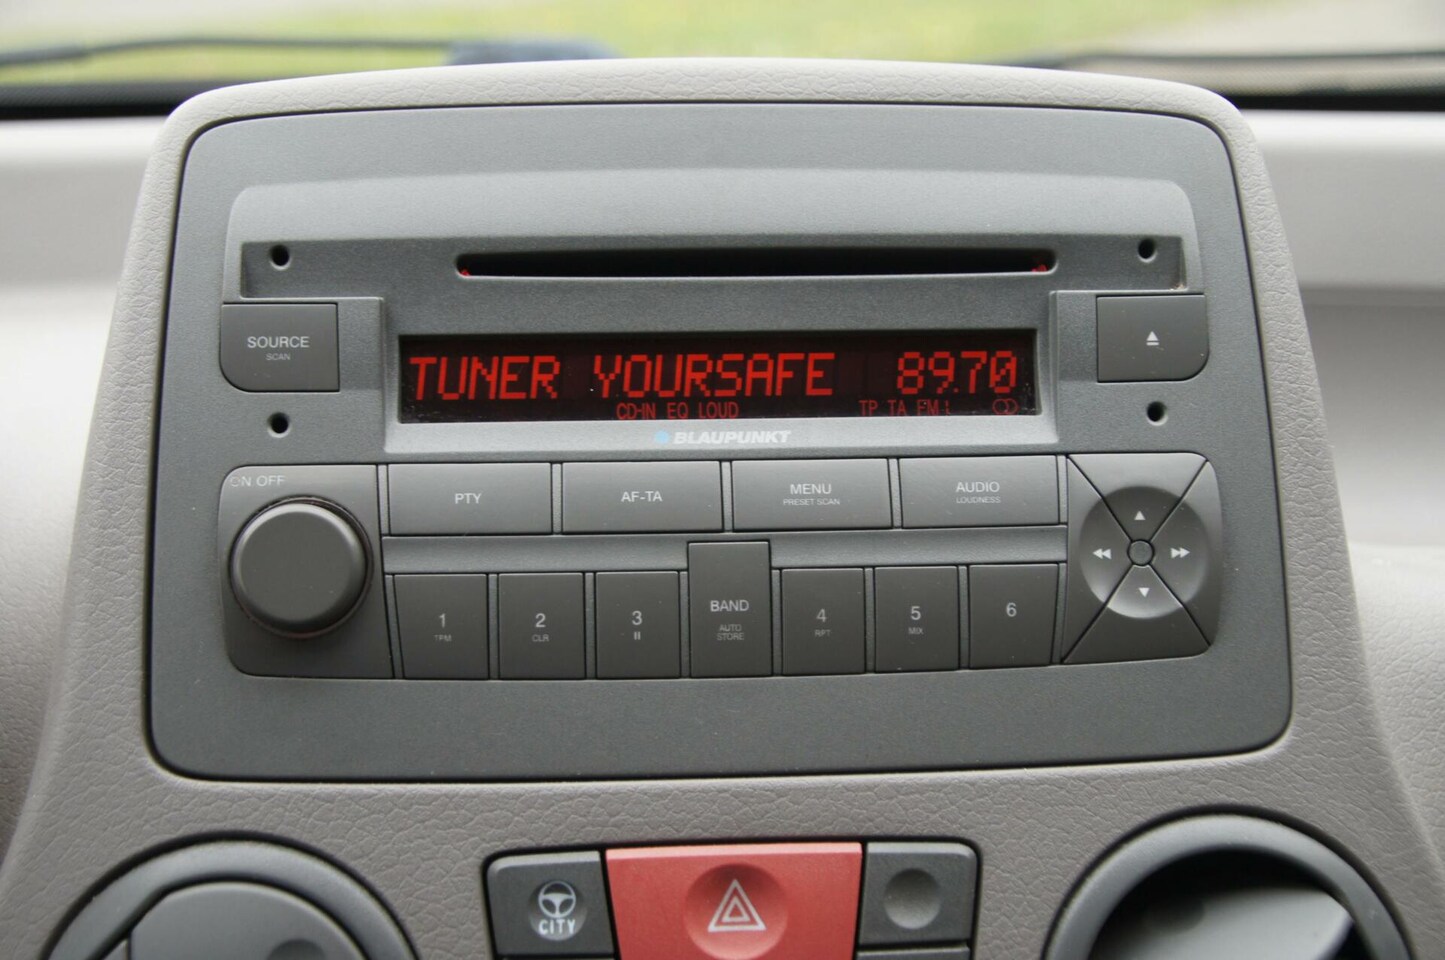 SOURCE
SCAN
TUNER YOURSAFE 89.70
CD-IN EQ LOUD TP TA FM
BLAUPUNKT
ON OFF
PTY
AF-TA
MENU
PRESET SCAN
AUDIO
LOUDNESS
1
TPM
2
CLR
3
BAND
AUTO
STORE
4
RPT
5
MIX
6
CITY